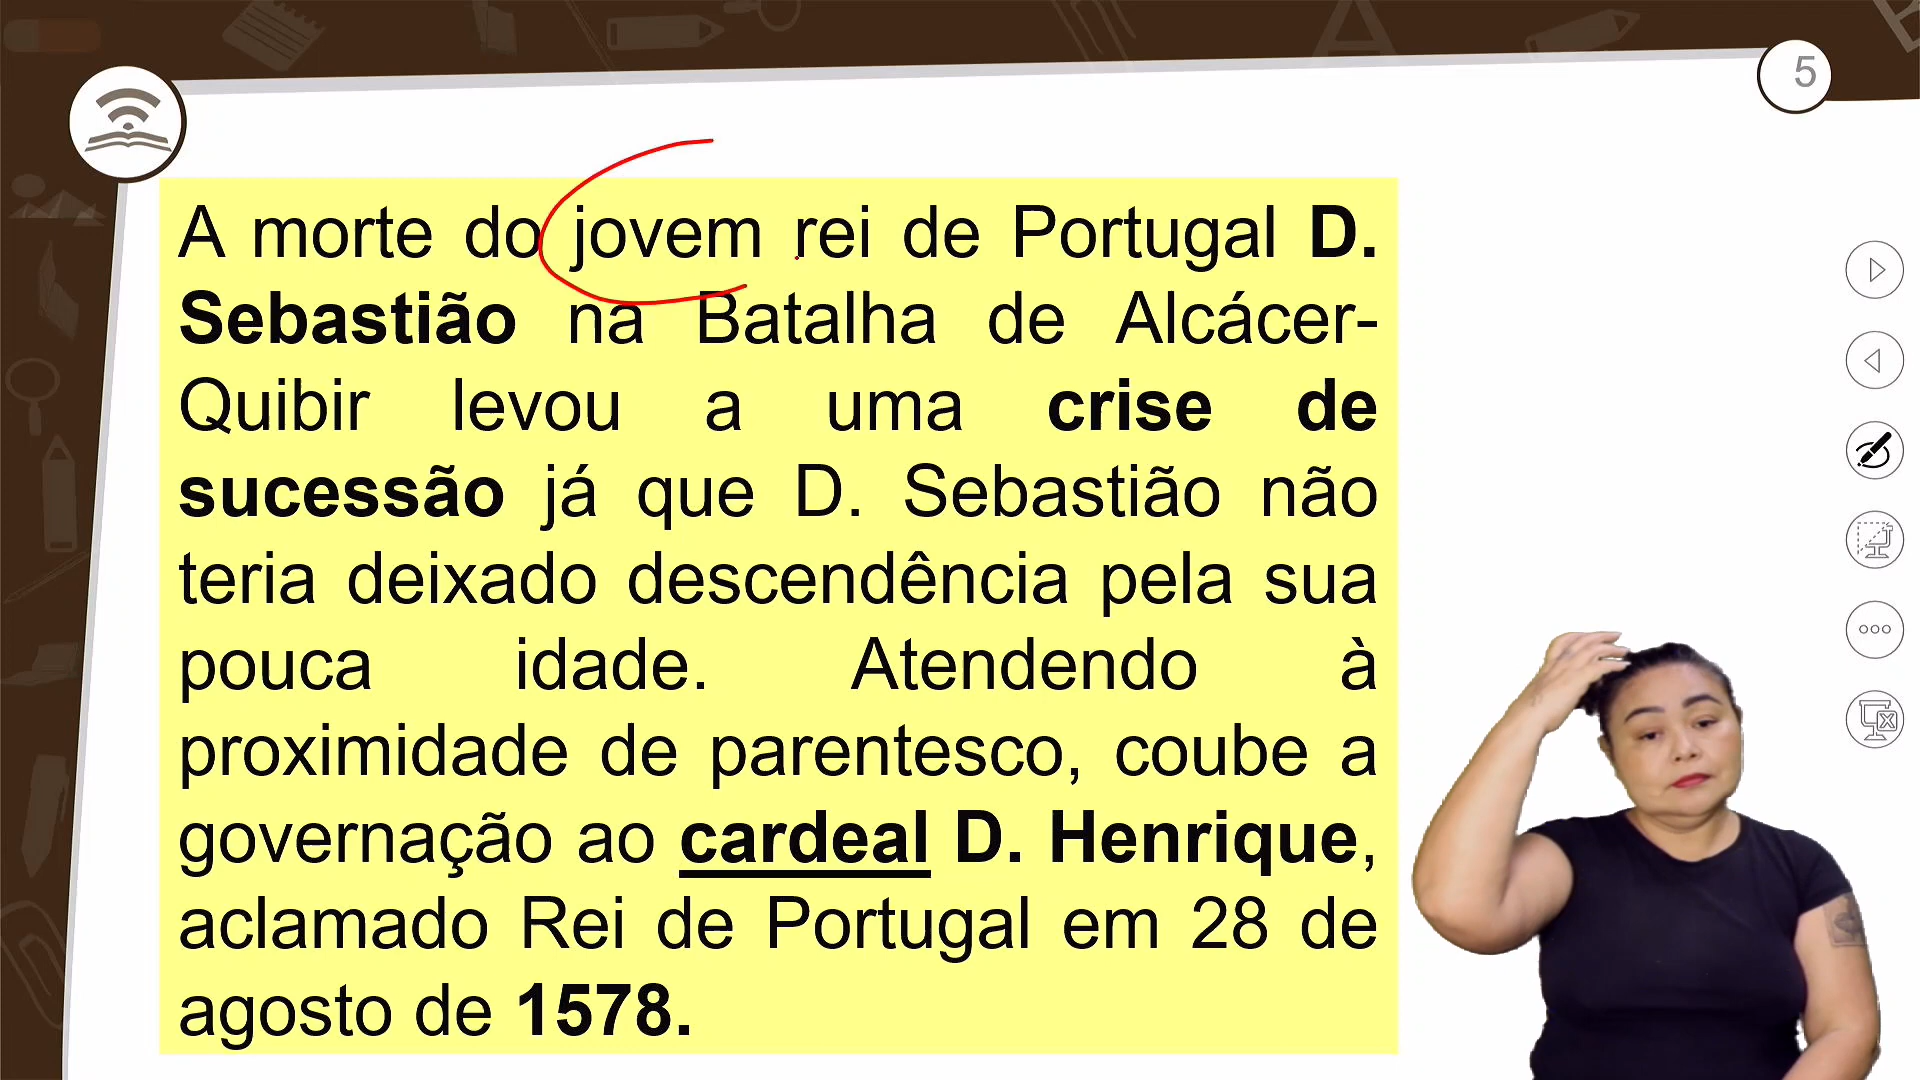 5
A morte do jovem rei de Portugal D.
Sebastião na Batalha de Alcácer-
Quibir levou a uma crise de
sucessão já que D. Sebastião não
teria deixado descendência pela sua
pouca idade. Atendendo à
proximidade de parentesco, coube a
governação ao cardeal D. Henrique,
aclamado Rei de Portugal em 28 de
agosto de 1578.